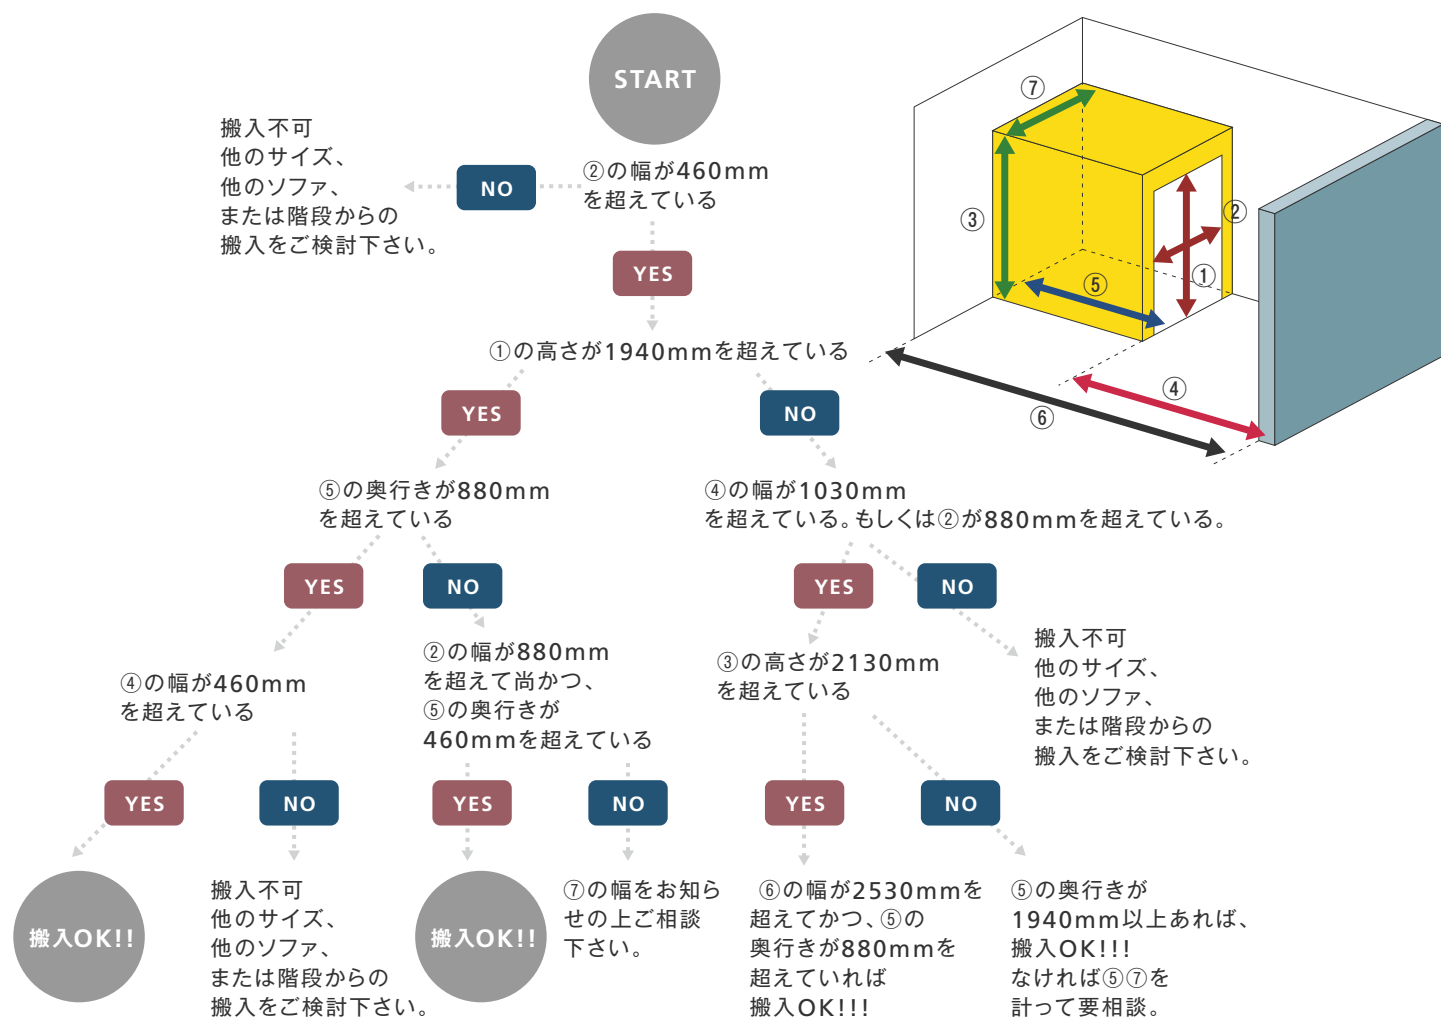 START
搬入不可
他のサイズ、
他のソファ、
または階段からの
搬入をご検討下さい。
NO
②の幅が460mm
を超えている
YES
①の高さが1940mmを超えている
YES
NO
⑤の奥行きが880mm
を超えている
④の幅が1030mm
を超えている。もしくは②が880mmを超えている。
YES
NO
YES
NO
④の幅が460mm
を超えている
②の幅が880mm
を超えて尚かつ、
⑤の奥行きが
460mmを超えている
③の高さが2130mm
を超えている
搬入不可
他のサイズ、
他のソファ、
または階段からの
搬入をご検討下さい。
YES
NO
YES
NO
YES
NO
搬入OK!!
搬入不可
他のサイズ、
他のソファ、
または階段からの
搬入をご検討下さい。
搬入OK!!
⑦の幅をお知ら
せの上ご相談
下さい。
⑥の幅が2530mmを
超えてかつ、⑤の
奥行きが880mmを
超えていれば
搬入OK!!!
⑤の奥行きが
1940mm以上あれば、
搬入OK!!!
なければ⑤⑦を
計って要相談。
⑦
③
②
①
⑤
④
⑥